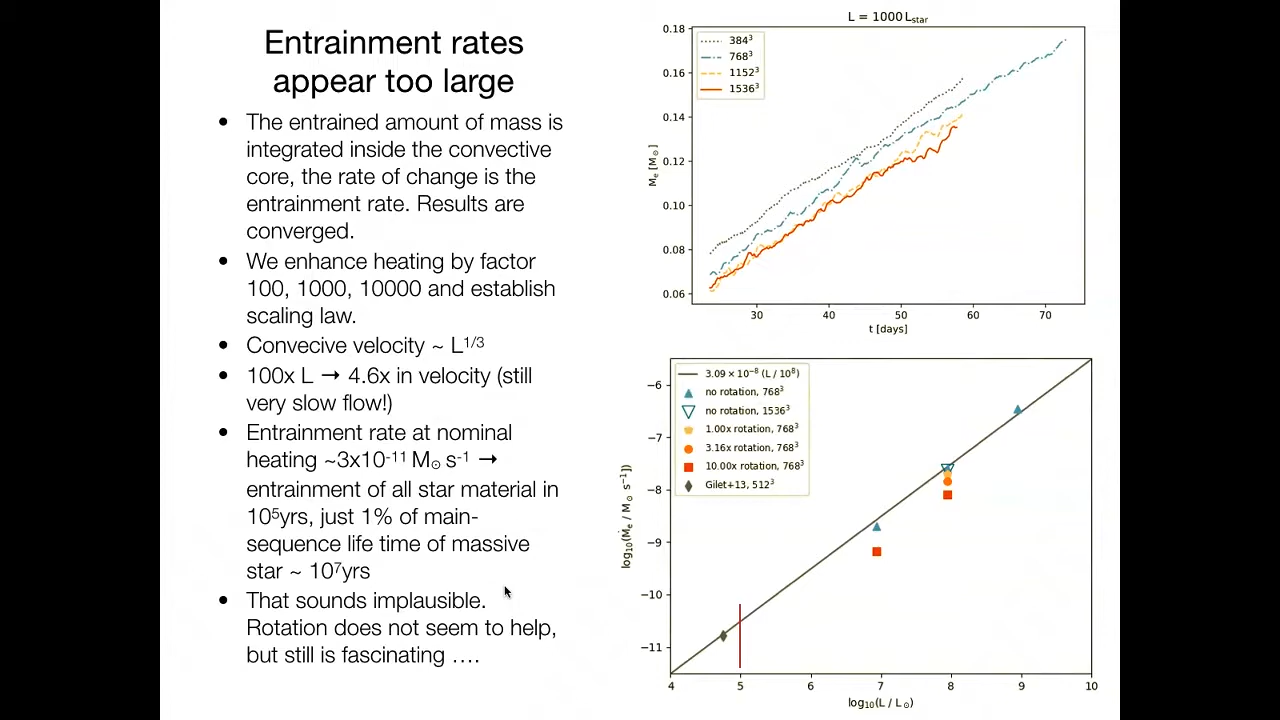 Entrainment rates
appear too large
• The entrained amount of mass is
integrated inside the convective
core, the rate of change is the
entrainment rate. Results are
converged.
• We enhance heating by factor
100, 1000, 10000 and establish
scaling law.
• Convecive velocity ~ L^1/3
• 100x L → 4.6x in velocity (still
very slow flow!)
• Entrainment rate at nominal
heating ~3x10^-11 M⊙ s^-1 →
entrainment of all star material in
10^5yrs, just 1% of main-
sequence life time of massive
star ~ 10^7yrs
• That sounds implausible.
Rotation does not seem to help,
but still is fascinating ....
L = 1000 L_star
0.18
0.16
0.14
0.12
0.10
0.08
0.06
M_e [M⊙]
384³
768³
1152³
1536³
30 40 50 60 70
t [days]
−6
−7
−8
−9
−10
−11
log₁₀(Ṁ_e / M⊙ s⁻¹])
3.09 × 10⁻⁸ (L / 10⁸)
no rotation, 768³
no rotation, 1536³
1.00x rotation, 768³
3.16x rotation, 768³
10.00x rotation, 768³
Gilet+13, 512³
4 5 6 7 8 9 10
log₁₀(L / L⊙)